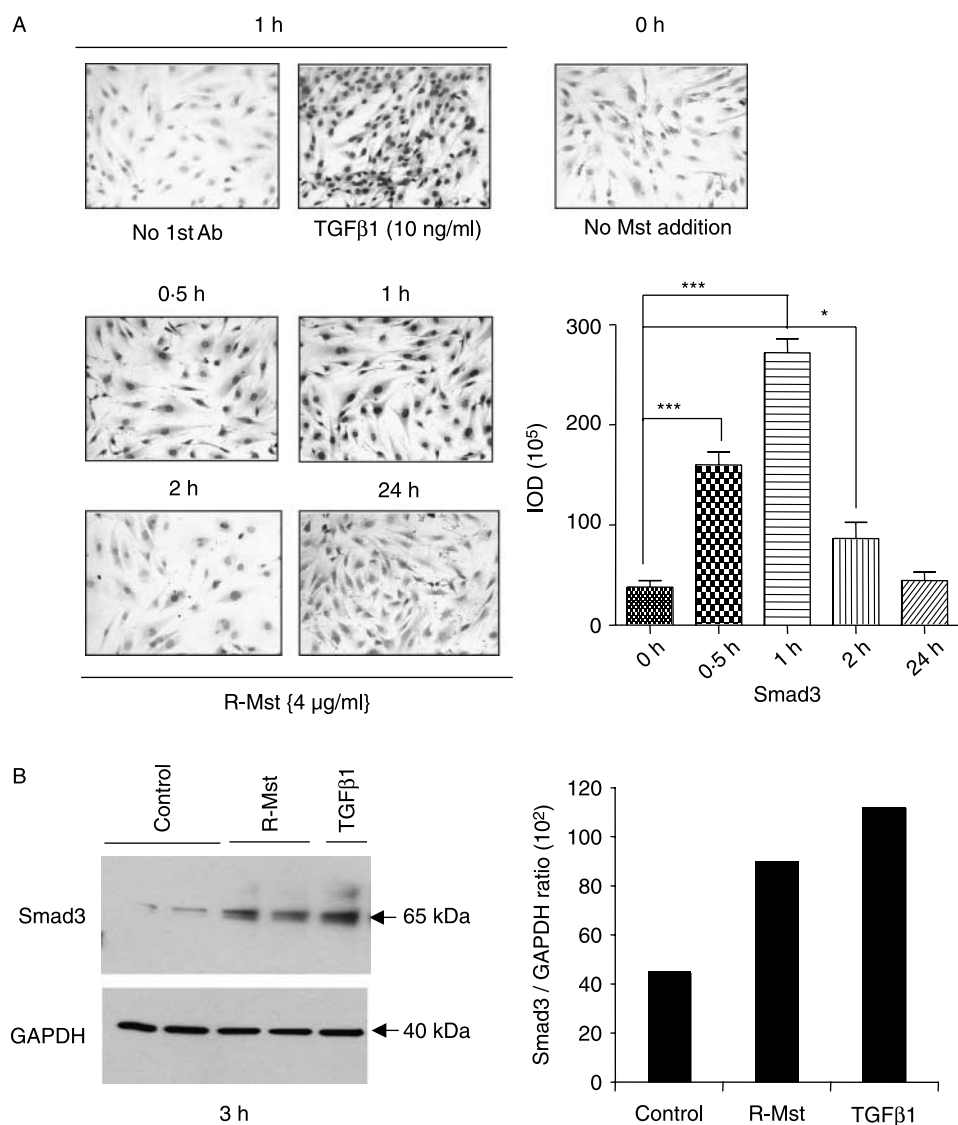 A
1 h
0 h
No 1st Ab
TGFβ1 (10 ng/ml)
No Mst addition
0·5 h
1 h
2 h
24 h
R-Mst {4 µg/ml}
***
*
***
300
200
100
0
IOD (10⁵)
0 h
0·5 h
1 h
2 h
24 h
Smad3
B
Control
R-Mst
TGFβ1
Smad3
65 kDa
GAPDH
40 kDa
3 h
120
100
80
60
40
20
0
Smad3 / GAPDH ratio (10²)
Control
R-Mst
TGFβ1